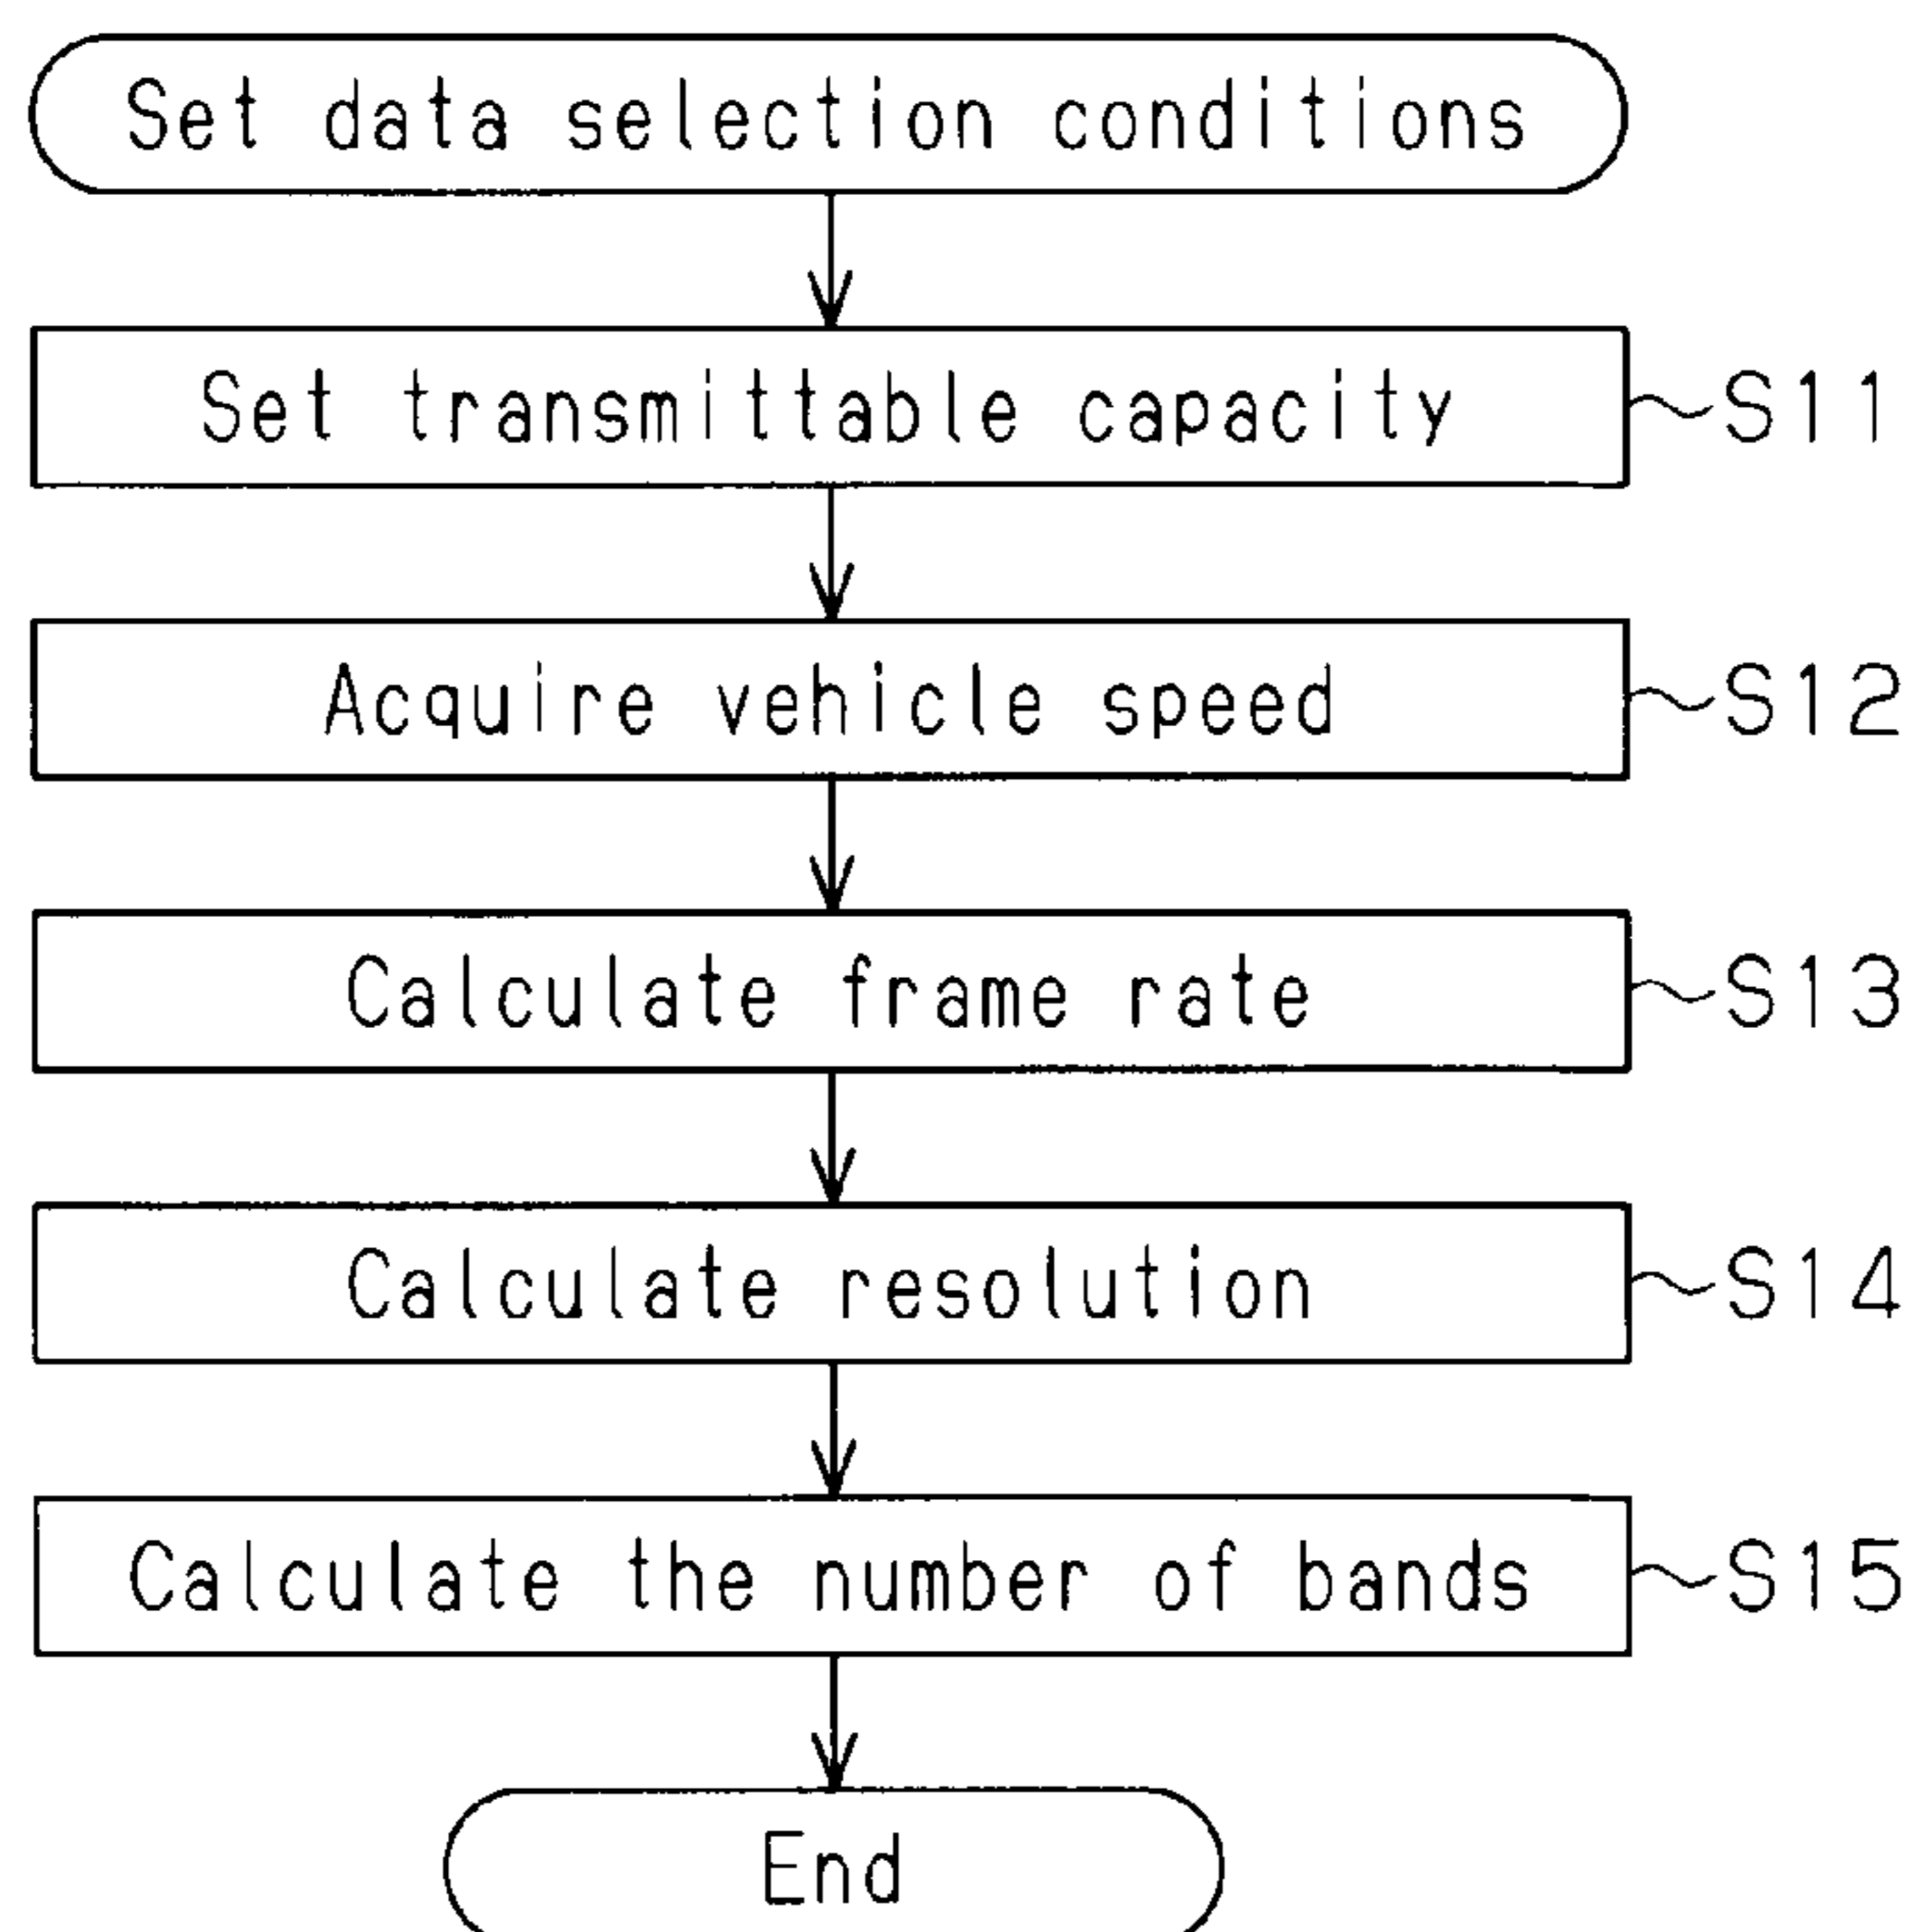 Set data selection conditions
Set transmittable capacity S11
Acquire vehicle speed S12
Calculate frame rate S13
Calculate resolution S14
Calculate the number of bands S15
End